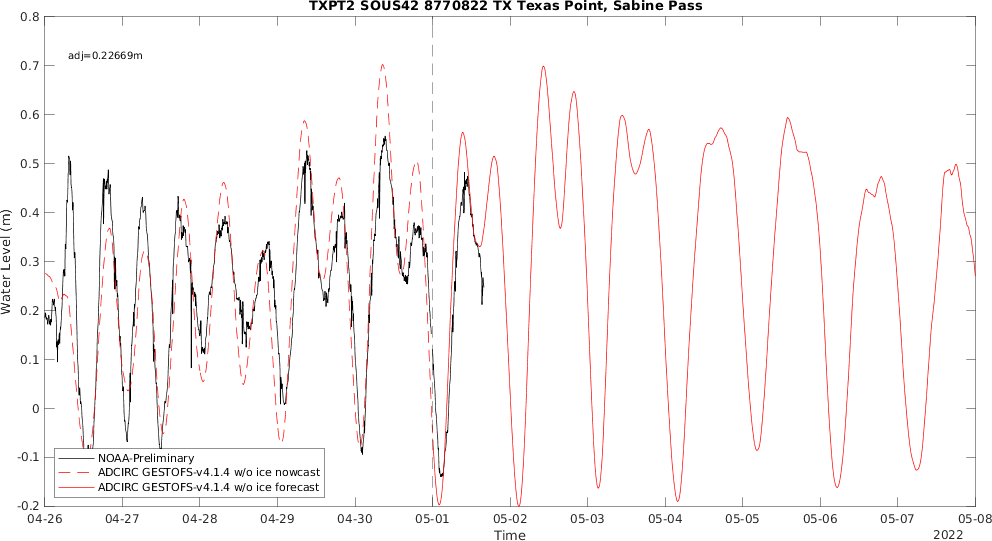 TXPT2 SOUS42 8770822 TX Texas Point, Sabine Pass
0.8
0.7
0.6
0.5
0.4
0.3
0.2
0.1
0
-0.1
-0.2
Water Level (m)
adj=0.22669m
NOAA-Preliminary
ADCIRC GESTOFS-v4.1.4 w/o ice nowcast
ADCIRC GESTOFS-v4.1.4 w/o ice forecast
04-26 04-27 04-28 04-29 04-30 05-01 05-02 05-03 05-04 05-05 05-06 05-07 05-08
Time
2022